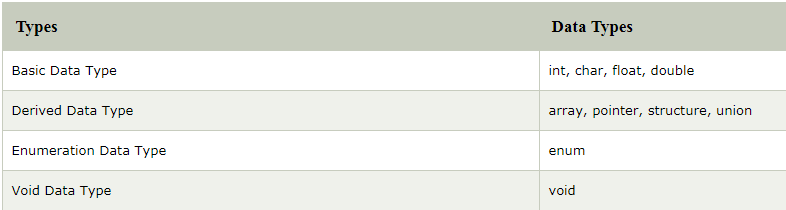 Types Data Types
Basic Data Type int, char, float, double
Derived Data Type array, pointer, structure, union
Enumeration Data Type enum
Void Data Type void